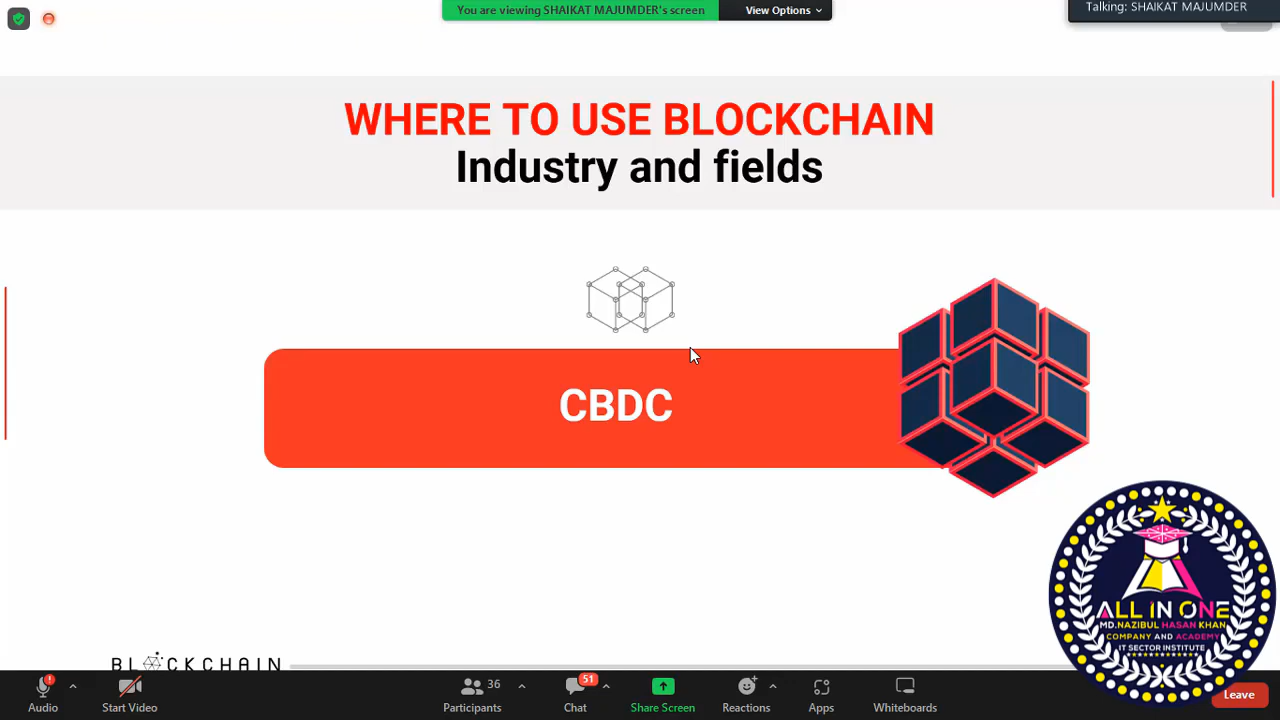 You are viewing SHAIKAT MAJUMDER's screen
View Options
Talking: SHAIKAT MAJUMDER
WHERE TO USE BLOCKCHAIN
Industry and fields
CBDC
ALL IN ONE
MD.NAZIBUL HASAN KHAN
COMPANY AND ACADEMY
IT SECTOR INSTITUTE
BLOCKCHAIN
Audio
Start Video
36
Participants
51
Chat
Share Screen
Reactions
Apps
Whiteboards
Leave